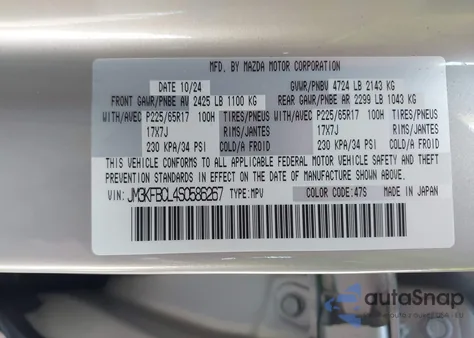 MFG. BY MAZDA MOTOR CORPORATION
DATE 10/24 GVWR/PNBV 4724 LB 2143 KG
FRONT GAWR/PNBE AV 2425 LB 1100 KG REAR GAWR/PNBE AR 2299 LB 1043 KG
WITH/AVEC P225/65R17 100H TIRES/PNEUS WITH/AVEC P225/65R17 100H TIRES/PNEUS
17X7J RIMS/JANTES 17X7J RIMS/JANTES
230 KPA/34 PSI COLD/A FROID 230 KPA/34 PSI COLD/A FROID
THIS VEHICLE CONFORMS TO ALL APPLICABLE FEDERAL MOTOR VEHICLE SAFETY AND THEFT
PREVENTION STANDARDS IN EFFECT ON THE DATE OF MANUFACTURE SHOWN ABOVE.
VIN: JM3KFBCL4S0586267 TYPE:MPV COLOR CODE:47S MADE IN JAPAN
autoSnap